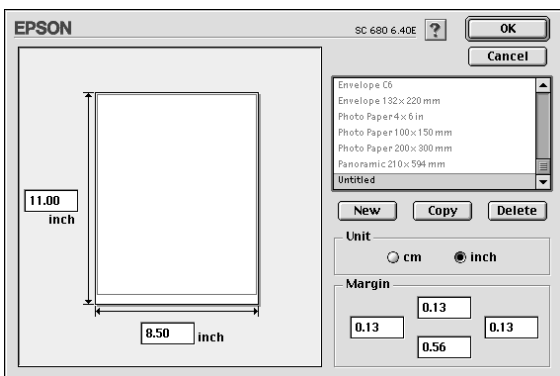 EPSON
SC 680 6.40E
?
OK
Cancel
Envelope C6
Envelope 132 x 220 mm
Photo Paper 4 x 6 in
Photo Paper 100 x 150 mm
Photo Paper 200 x 300 mm
Panoramic 210 x 594 mm
Untitled
New
Copy
Delete
11.00
inch
8.50
inch
Unit
cm
inch
Margin
0.13
0.13
0.13
0.56